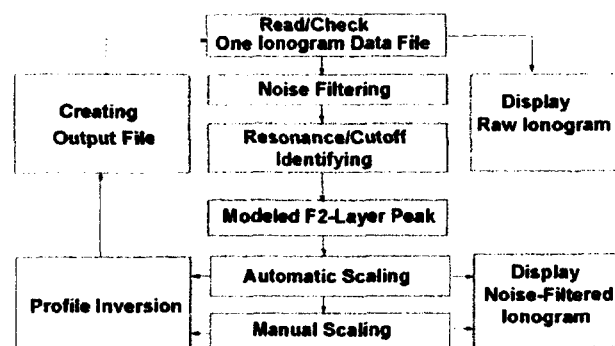 Read/Check
One Ionogram Data File
Noise Filtering
Creating
Output File
Display
Raw Ionogram
Resonance/Cutoff
Identifying
Modeled F2-Layer Peak
Automatic Scaling
Display
Noise-Filtered
Ionogram
Profile Inversion
Manual Scaling